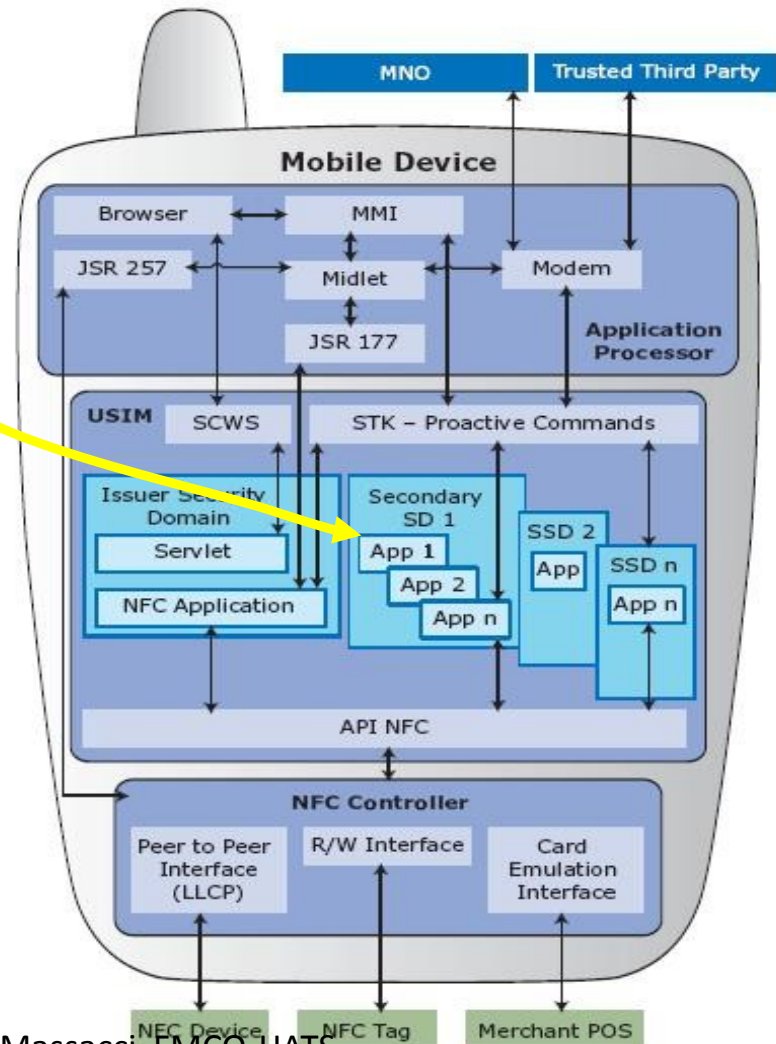 MNO
Trusted Third Party
Mobile Device
Browser
MMI
JSR 257
Midlet
Modem
JSR 177
Application
Processor
USIM
SCWS
STK – Proactive Commands
Issuer Security
Domain
Servlet
NFC Application
Secondary
SD 1
App 1
App 2
App n
SSD 2
App
SSD n
App n
API NFC
NFC Controller
Peer to Peer
Interface
(LLCP)
R/W Interface
Card
Emulation
Interface
NFC Device
NFC Tag
Merchant POS